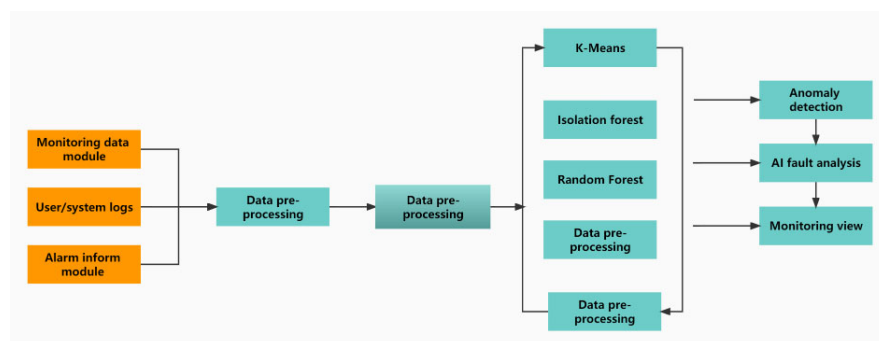 Monitoring data
module
User/system logs
Alarm inform
module
Data pre-
processing
Data pre-
processing
K-Means
Isolation forest
Random Forest
Data pre-
processing
Data pre-
processing
Anomaly
detection
AI fault analysis
Monitoring view